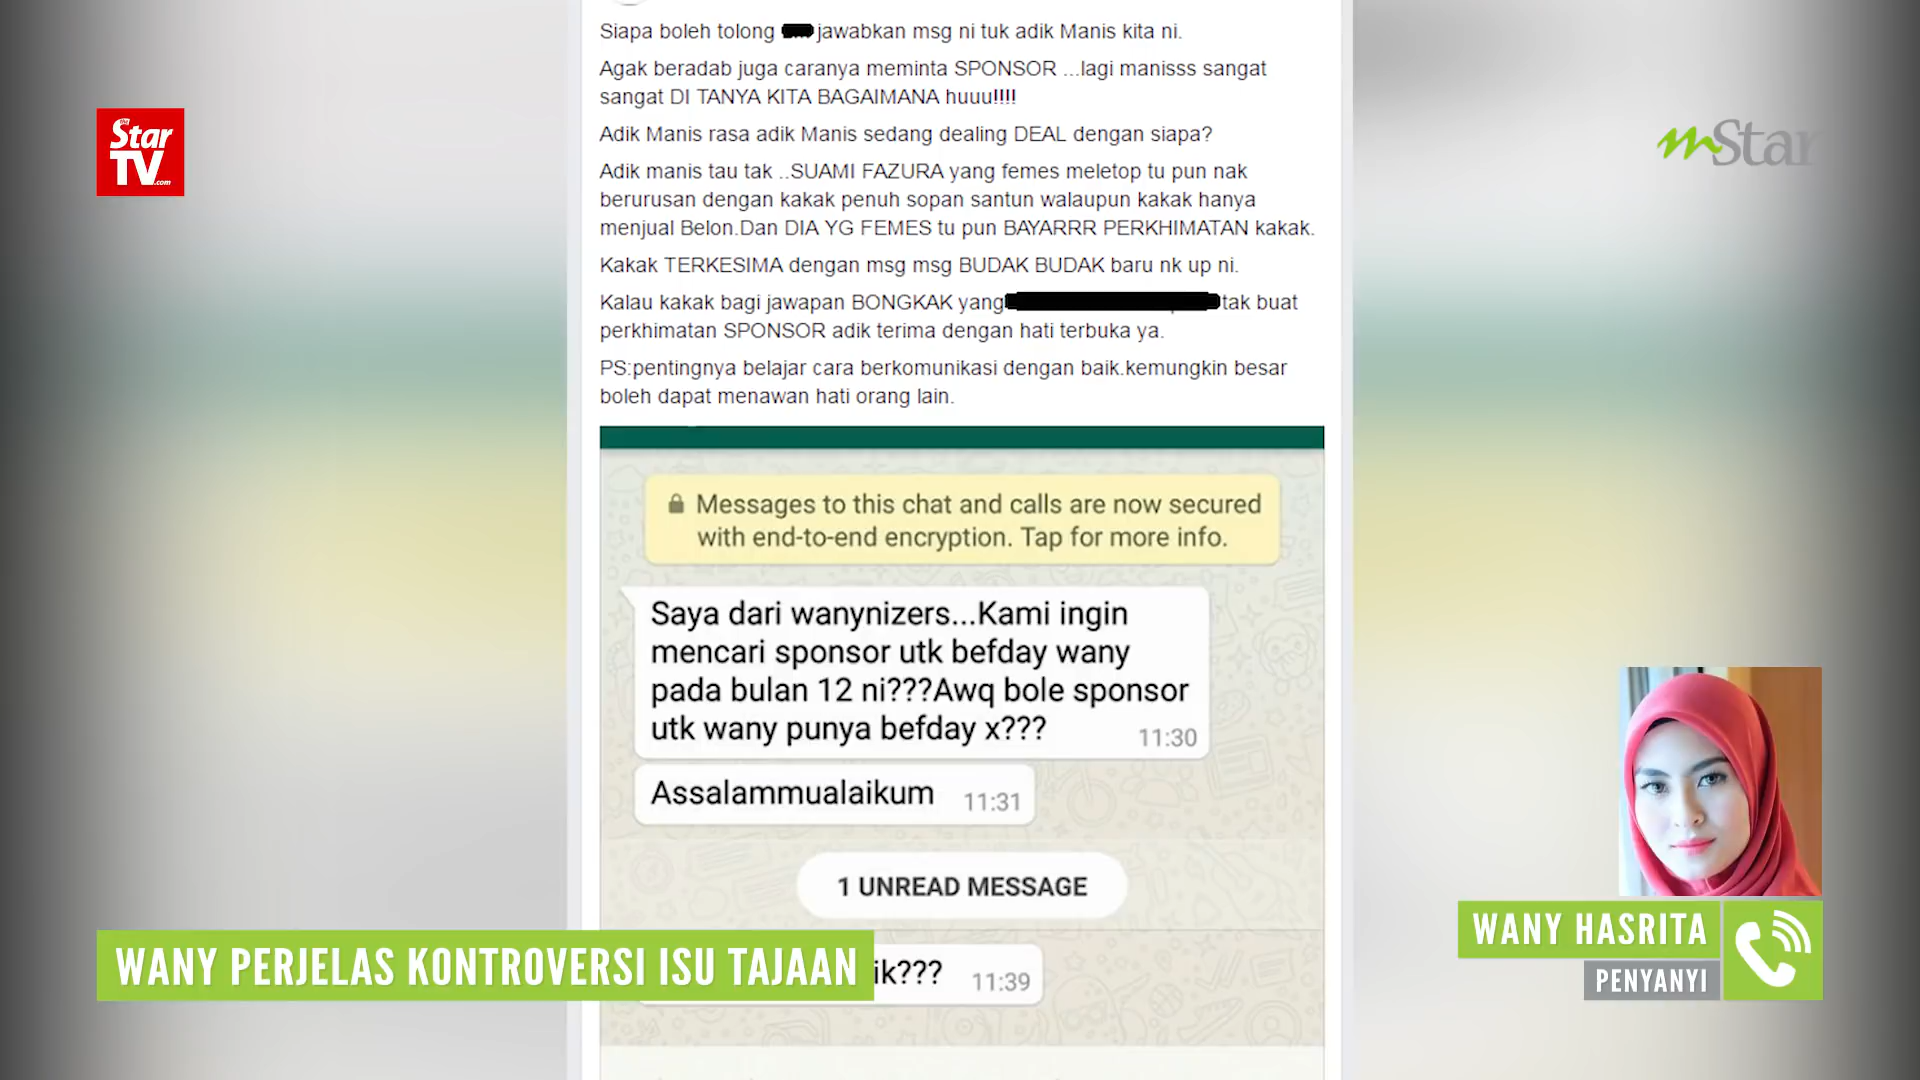 Siapa boleh tolong jawabkan msg ni tuk adik Manis kita ni.
Agak beradab juga caranya meminta SPONSOR ...lagi manisss sangat
sangat DI TANYA KITA BAGAIMANA huuu!!!!
Adik Manis rasa adik Manis sedang dealing DEAL dengan siapa?
Adik manis tau tak ..SUAMI FAZURA yang femes meletop tu pun nak
berurusan dengan kakak penuh sopan santun walaupun kakak hanya
menjual Belon.Dan DIA YG FEMES tu pun BAYARRR PERKHIMATAN kakak.
Kakak TERKESIMA dengan msg msg BUDAK BUDAK baru nk up ni.
Kalau kakak bagi jawapan BONGKAK yang tak buat
perkhimatan SPONSOR adik terima dengan hati terbuka ya.
PS:pentingnya belajar cara berkomunikasi dengan baik.kemungkin besar
boleh dapat menawan hati orang lain.
the
Star
TV.com
mStar
Messages to this chat and calls are now secured
with end-to-end encryption. Tap for more info.
Saya dari wanynizers...Kami ingin
mencari sponsor utk befday wany
pada bulan 12 ni???Awq bole sponsor
utk wany punya befday x???
11:30
Assalammualaikum 11:31
1 UNREAD MESSAGE
ik??? 11:39
WANY PERJELAS KONTROVERSI ISU TAJAAN
WANY HASRITA
PENYANYI